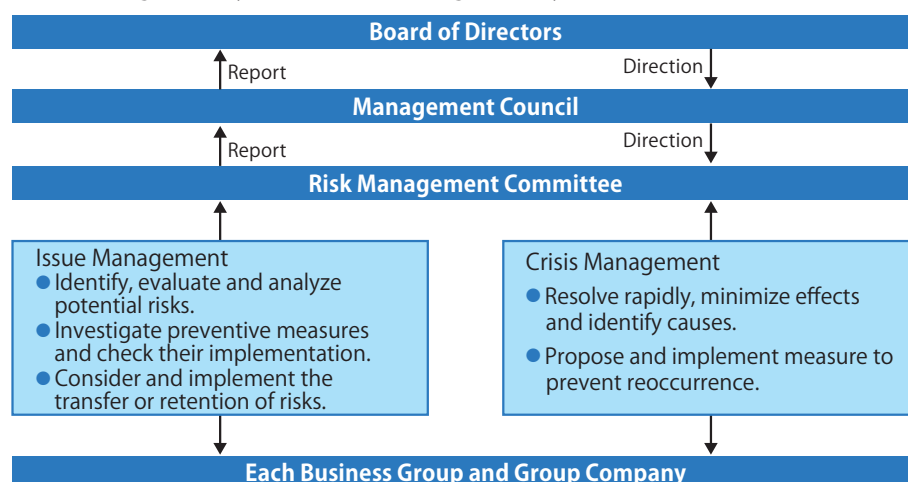 Board of Directors
Report
Direction
Management Council
Report
Direction
Risk Management Committee
Issue Management
● Identify, evaluate and analyze
potential risks.
● Investigate preventive measures
and check their implementation.
● Consider and implement the
transfer or retention of risks.
Crisis Management
● Resolve rapidly, minimize effects
and identify causes.
● Propose and implement measure to
prevent reoccurrence.
Each Business Group and Group Company